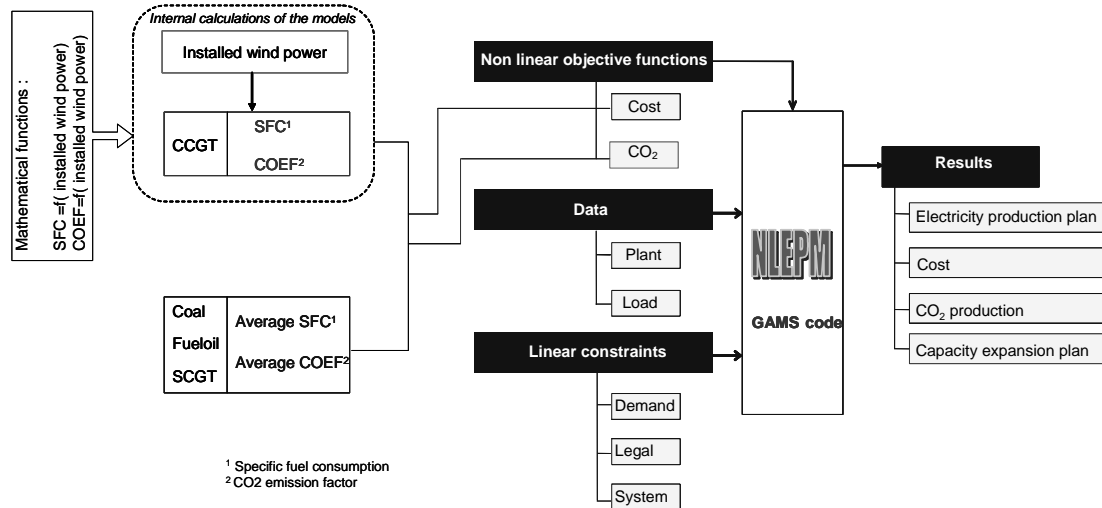 Mathematical functions :
SFC =f( installed wind power)
COEF=f( installed wind power)
Internal calculations of the models
Installed wind power
CCGT
SFC¹
COEF²
Coal
Fueloil
SCGT
Average SFC¹
Average COEF²
¹ Specific fuel consumption
² CO2 emission factor
Non linear objective functions
Cost
CO₂
Data
Plant
Load
Linear constraints
Demand
Legal
System
NLEPM
GAMS code
Results
Electricity production plan
Cost
CO₂ production
Capacity expansion plan